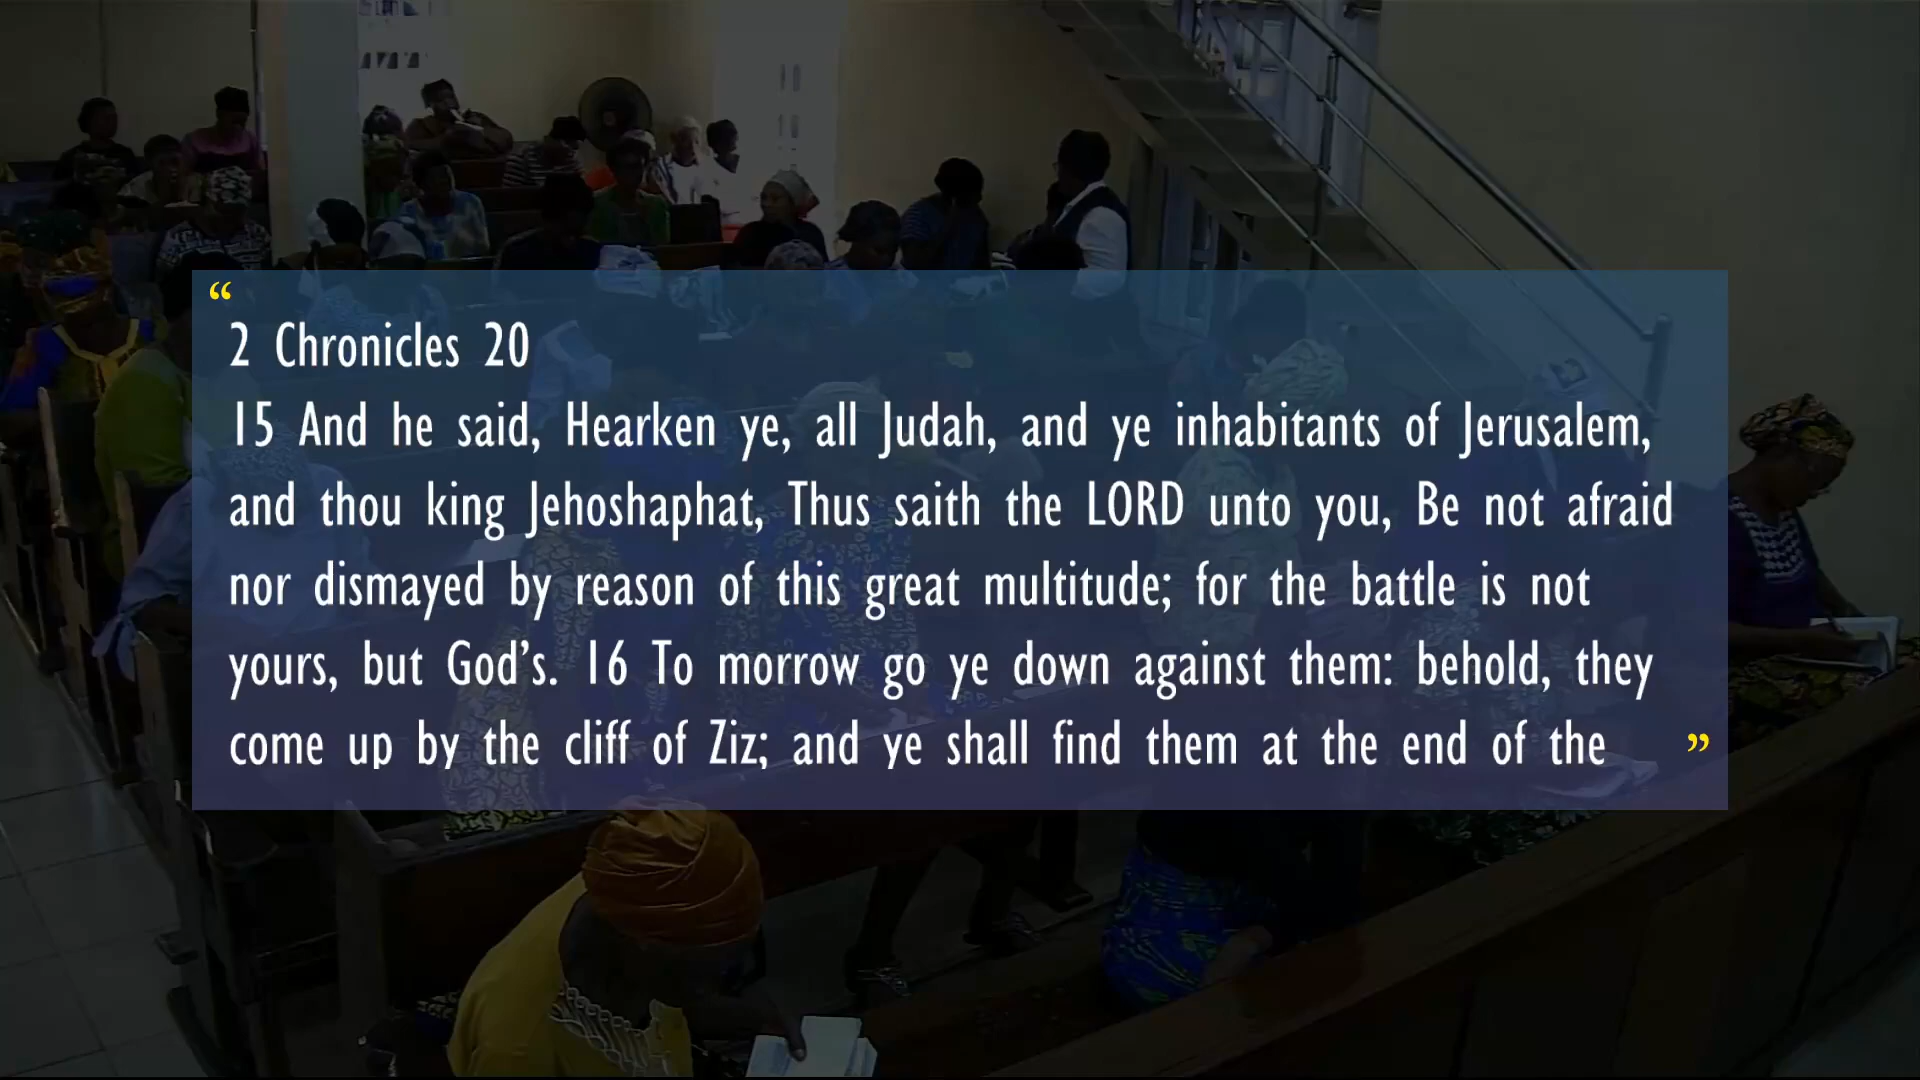 “
2 Chronicles 20
15 And he said, Hearken ye, all Judah, and ye inhabitants of Jerusalem,
and thou king Jehoshaphat, Thus saith the LORD unto you, Be not afraid
nor dismayed by reason of this great multitude; for the battle is not
yours, but God’s. 16 To morrow go ye down against them: behold, they
come up by the cliff of Ziz; and ye shall find them at the end of the ”